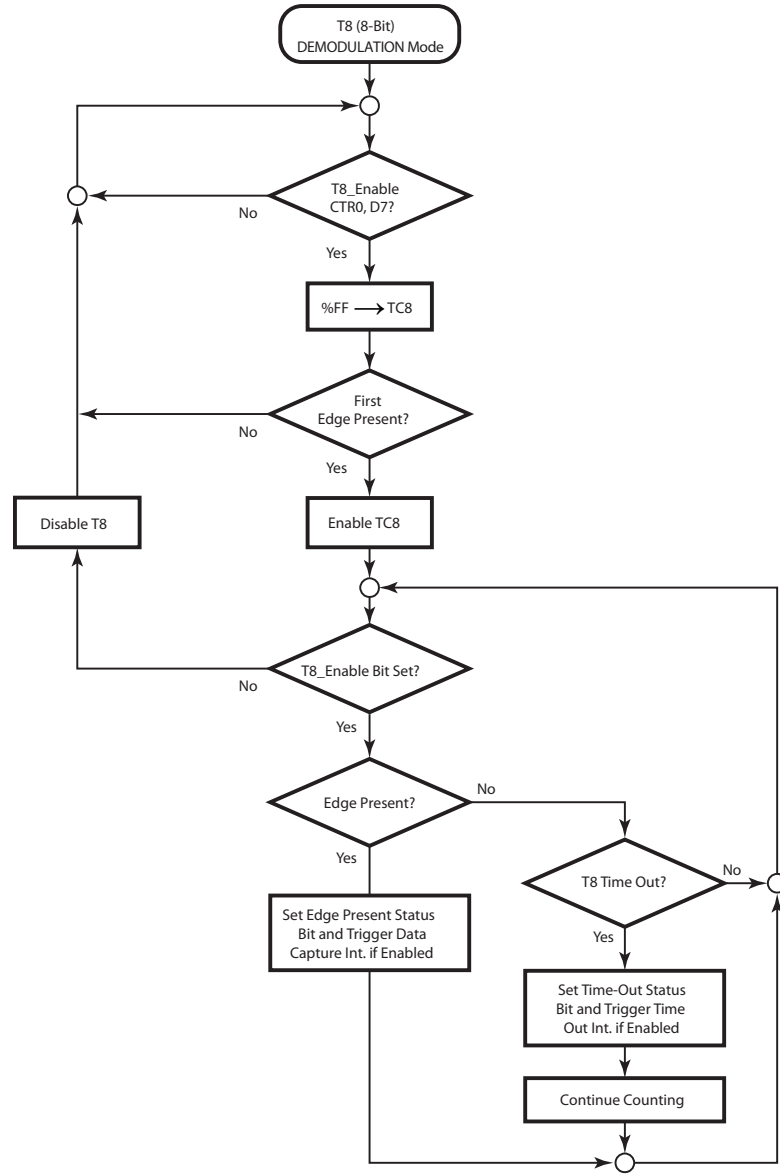 T8 (8-Bit)
DEMODULATION Mode
T8_Enable
CTR0, D7?
No
Yes
%FF → TC8
First
Edge Present?
No
Yes
Disable T8
Enable TC8
T8_Enable Bit Set?
No
Yes
Edge Present?
No
Yes
T8 Time Out?
No
Yes
Set Edge Present Status
Bit and Trigger Data
Capture Int. if Enabled
Set Time-Out Status
Bit and Trigger Time
Out Int. if Enabled
Continue Counting